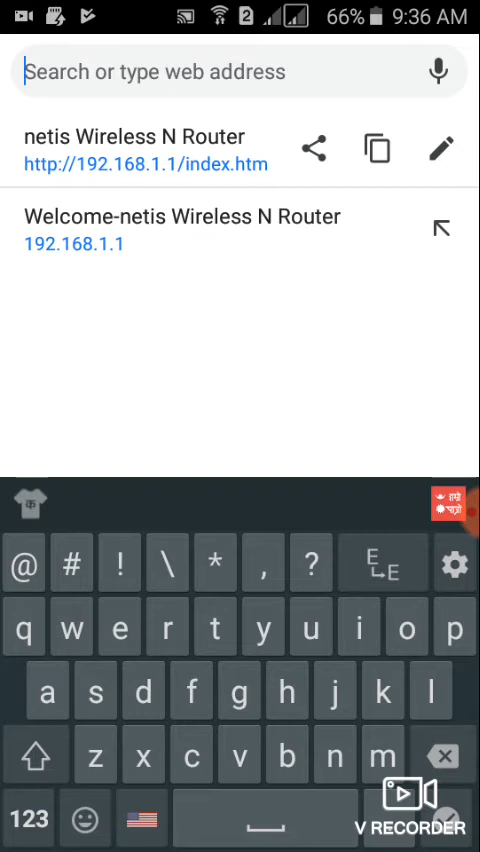 2 66% 9:36 AM
Search or type web address
netis Wireless N Router
http://192.168.1.1/index.htm
Welcome-netis Wireless N Router
192.168.1.1
क
@ # ! \ * , ? E E
q w e r t y u i o p
a s d f g h j k l
z x c v b n m
123
V RECORDER